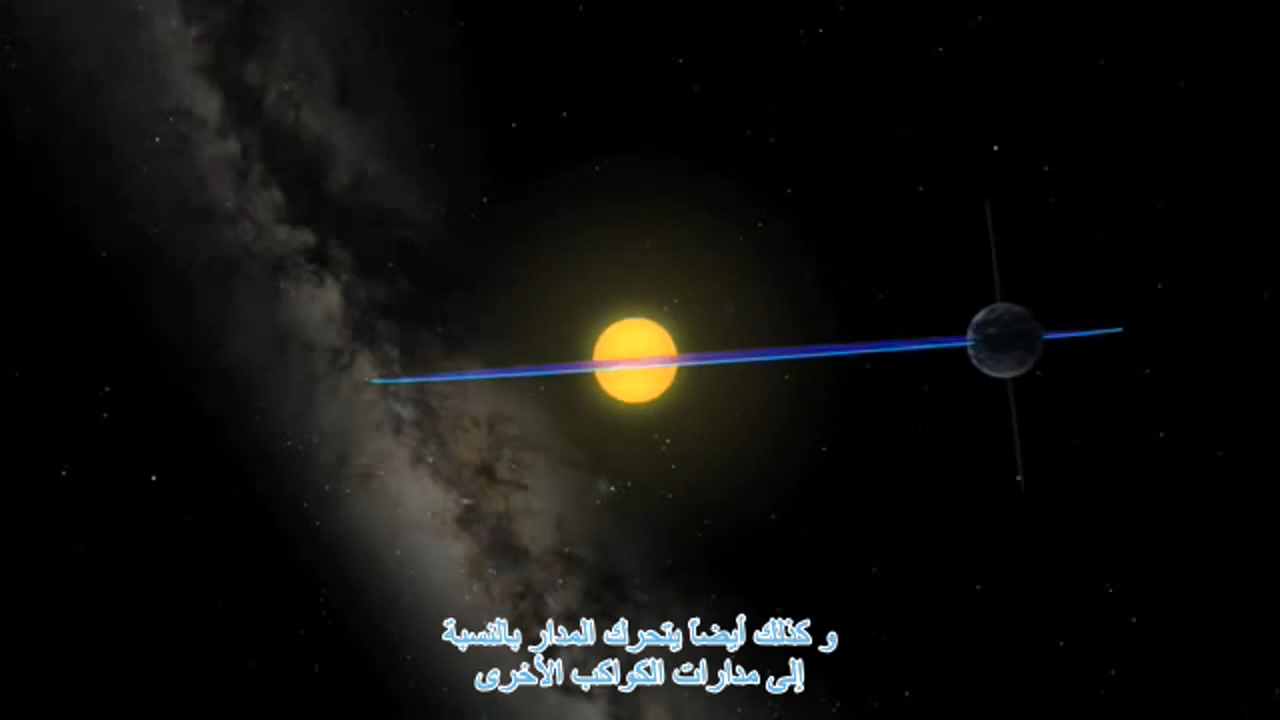 و كذلك أيضاً يتحرك المدار بالنسبة
إلى مدارات الكواكب الأخرى